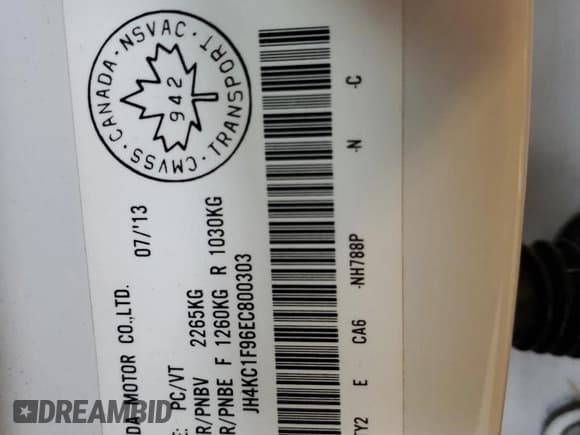 CANADA · NSVAC · TRANSPORT · CMVSS ·
942
DA MOTOR CO.,LTD. 07/'13
E: PC/VT
R/PNBV 2265KG
R/PNBE F 1260KG R 1030KG
JH4KC1F96EC800303
TY2 E CA6 -NH788P -N -C
DREAMBID